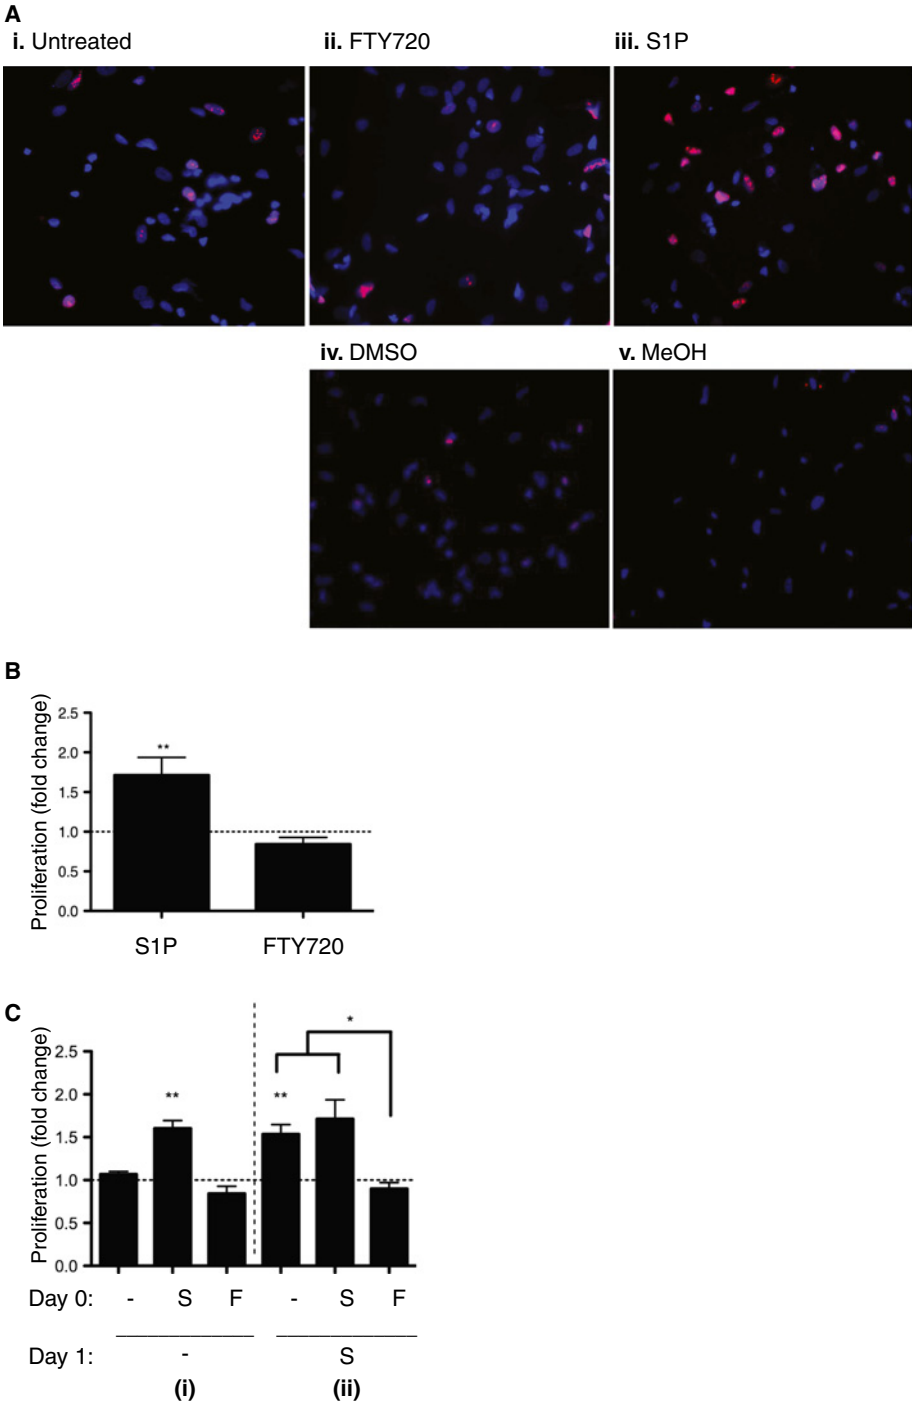 A
i. Untreated
ii. FTY720
iii. S1P
iv. DMSO
v. MeOH
B
Proliferation (fold change)
2.5
2.0
1.5
1.0
0.5
0.0
**
S1P
FTY720
C
Proliferation (fold change)
2.5
2.0
1.5
1.0
0.5
0.0
**
**
*
Day 0: - S F - S F
Day 1: - S
(i) (ii)